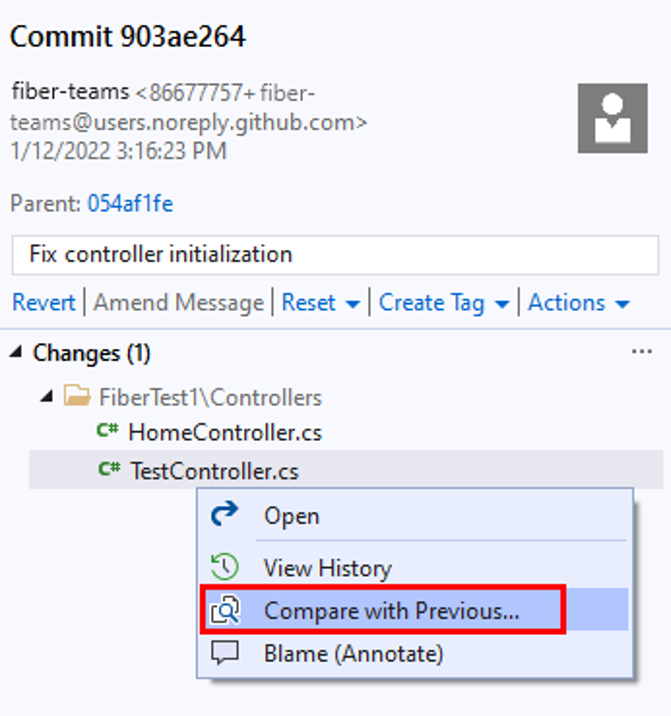 Commit 903ae264
fiber-teams <86677757+fiber-
teams@users.noreply.github.com>
1/12/2022 3:16:23 PM
Parent: 054af1fe
Fix controller initialization
Revert Amend Message Reset Create Tag Actions
Changes (1) ...
FiberTest1\Controllers
C# HomeController.cs
C# TestController.cs
Open
View History
Compare with Previous...
Blame (Annotate)